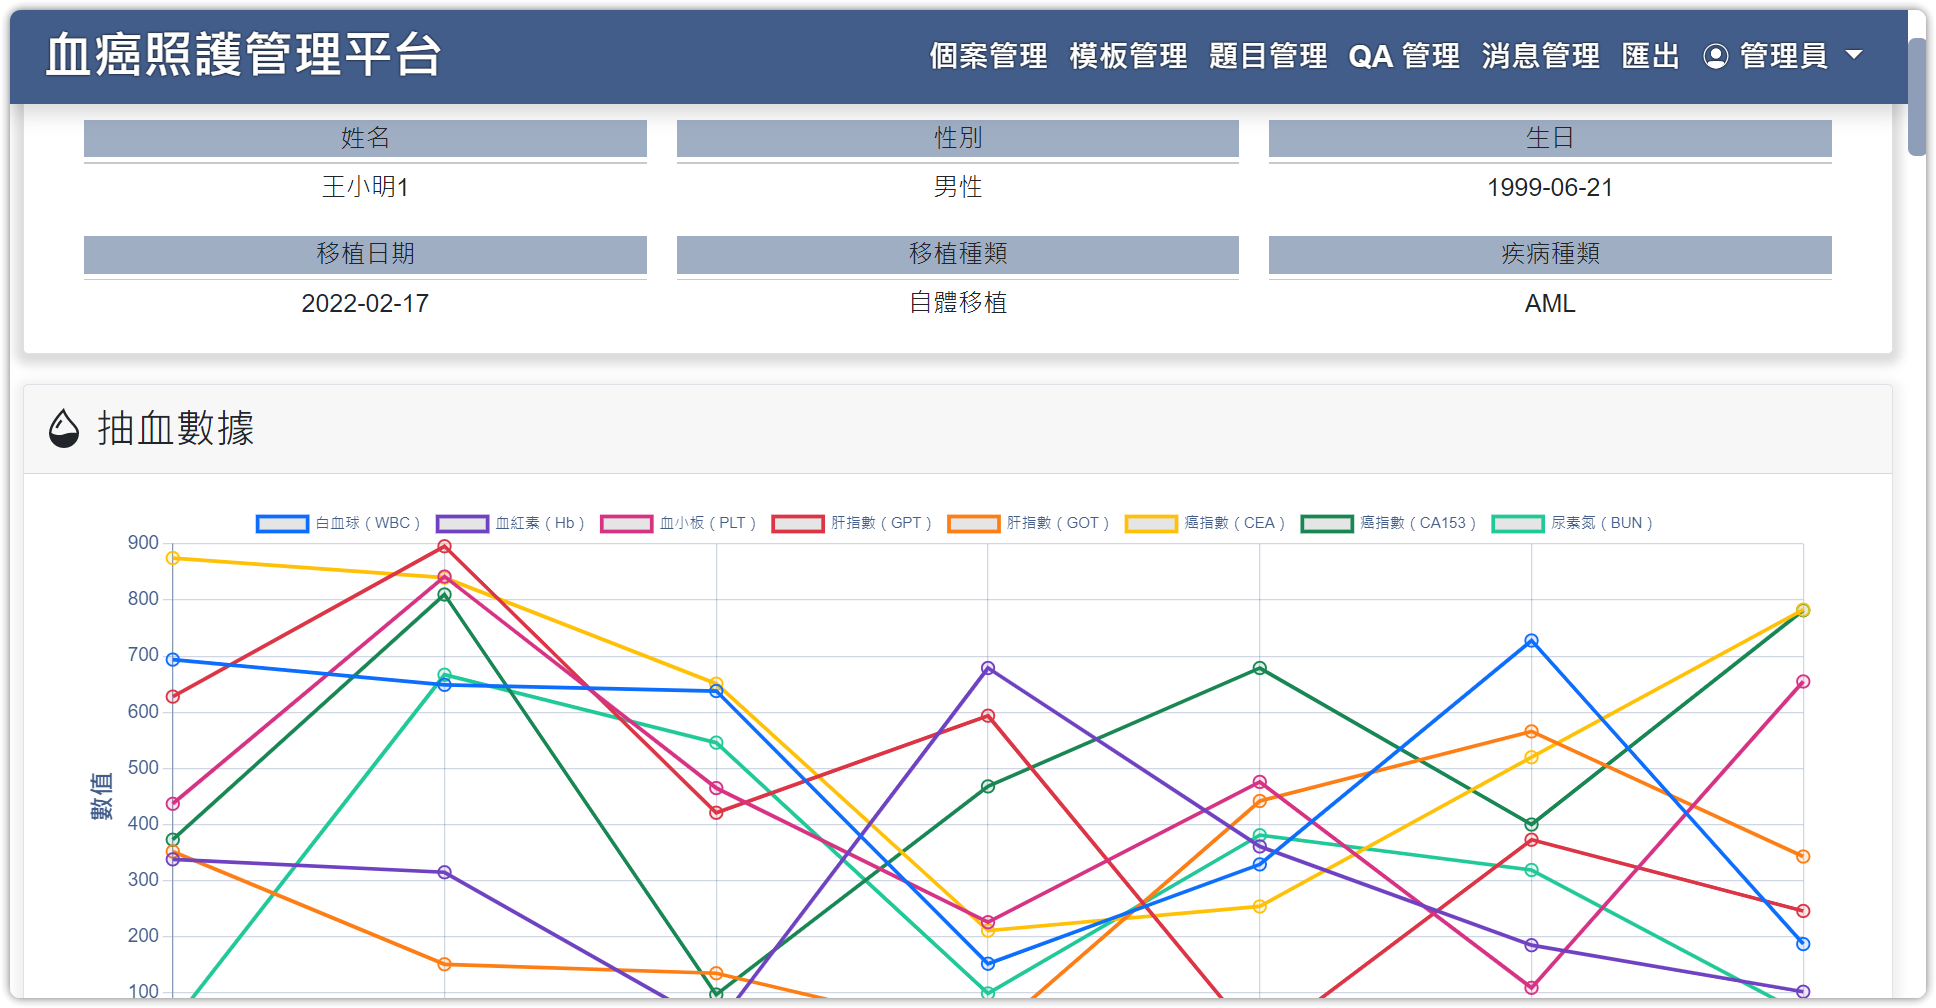 血癌照護管理平台
個案管理 模板管理 題目管理 QA 管理 消息管理 匯出 管理員
姓名 性別 生日
王小明1 男性 1999-06-21
移植日期 移植種類 疾病種類
2022-02-17 自體移植 AML
抽血數據
白血球（WBC） 血紅素（Hb） 血小板（PLT） 肝指數（GPT） 肝指數（GOT） 癌指數（CEA） 癌指數（CA153） 尿素氮（BUN）
900
800
700
600
500
數值
400
300
200
100